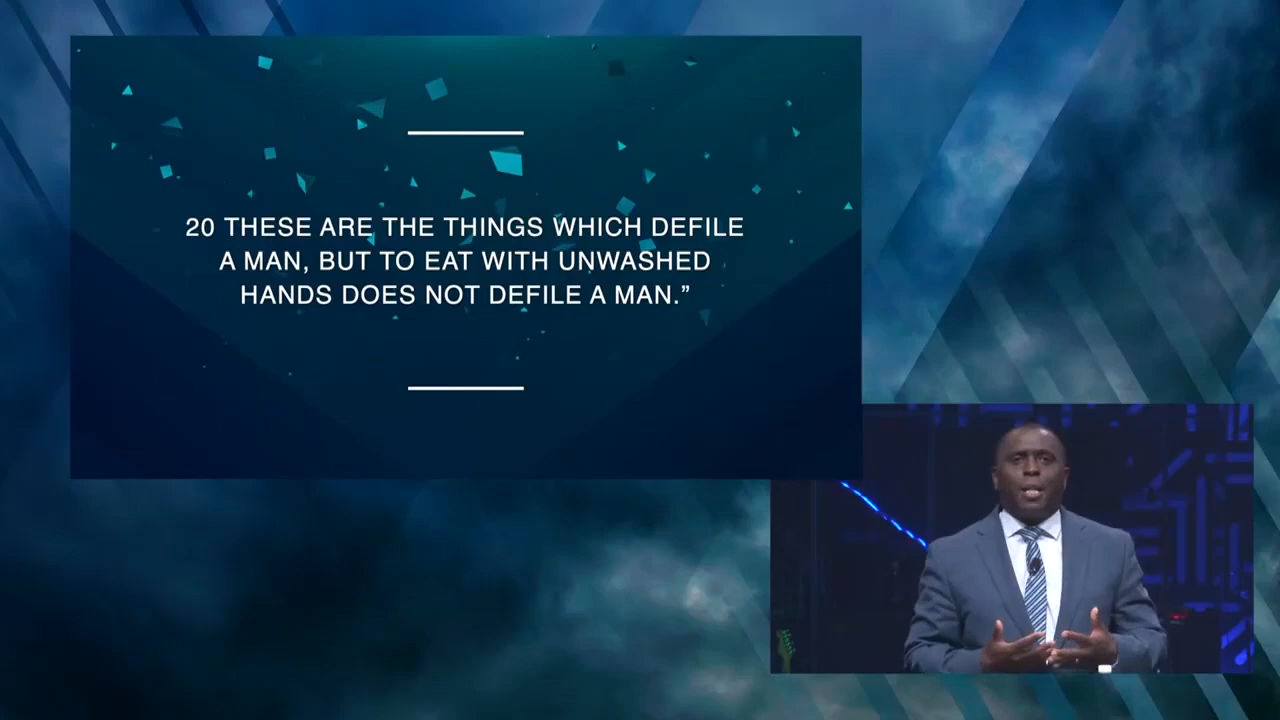 20 THESE ARE THE THINGS WHICH DEFILE
A MAN, BUT TO EAT WITH UNWASHED
HANDS DOES NOT DEFILE A MAN.”